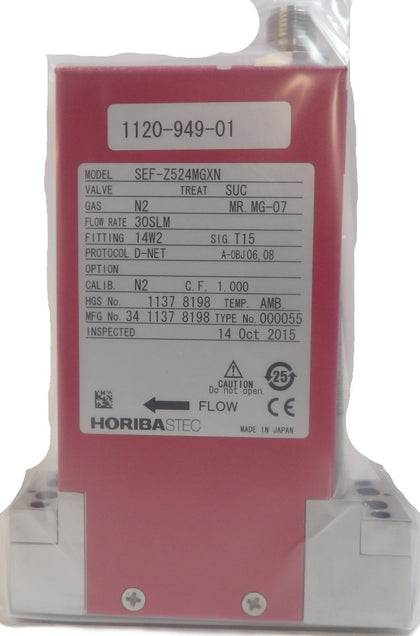 1120-949-01
MODEL SEF-Z524MGXN
VALVE TREAT SUC
GAS N2 MR. MG-07
FLOW RATE 30SLM
FITTING 14W2 SIG. T15
PROTOCOL D-NET A-OBJ06,08
OPTION
CALIB. N2 C.F. 1.000
HGS No. 1137 8198 TEMP. AMB.
MFG No. 34 1137 8198 TYPE No. 000055
INSPECTED 14 Oct 2015
CAUTION
Do not open.
25
FLOW
CE
HORIBASTEC
MADE IN JAPAN